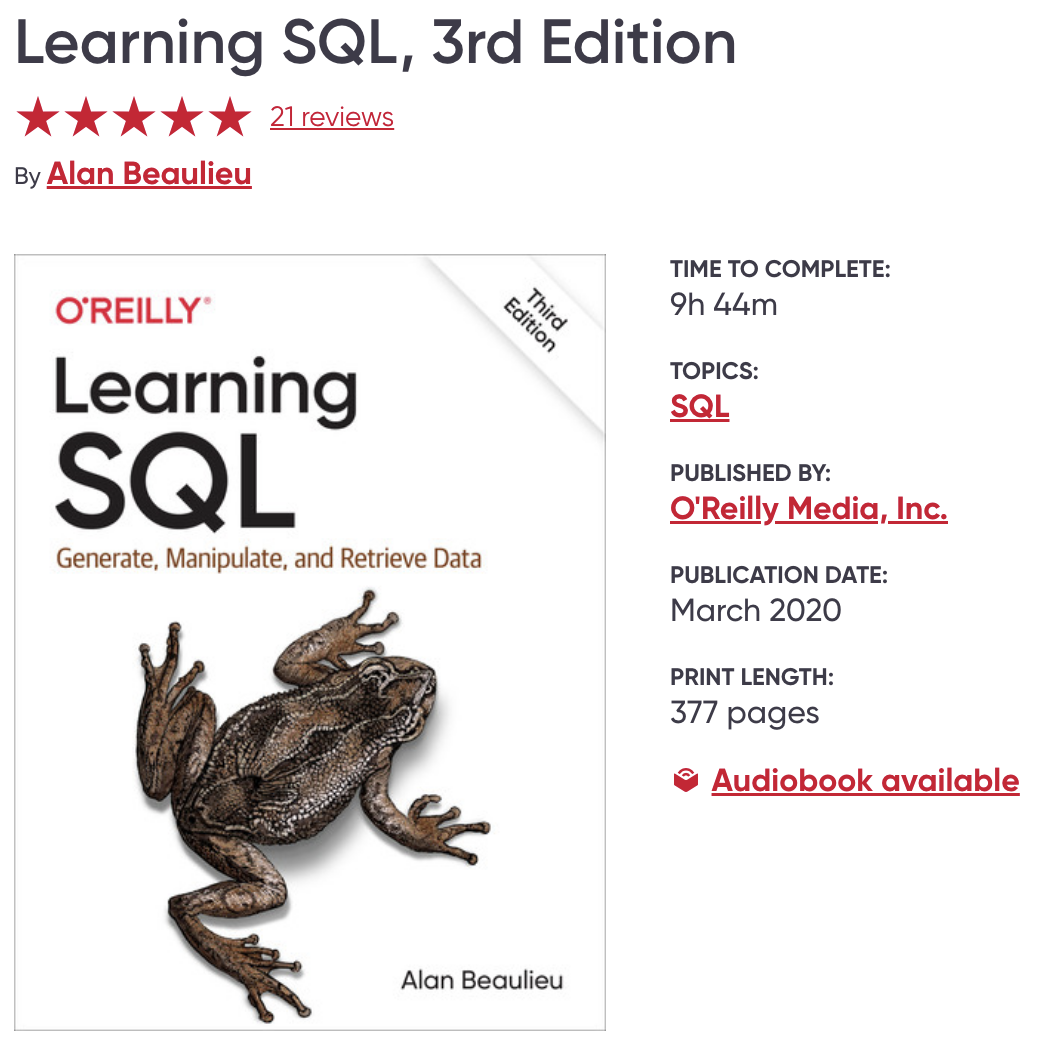 Learning SQL, 3rd Edition
21 reviews
By Alan Beaulieu
O'REILLY®
Third
Edition
Learning
SQL
Generate, Manipulate, and Retrieve Data
Alan Beaulieu
TIME TO COMPLETE:
9h 44m
TOPICS:
SQL
PUBLISHED BY:
O'Reilly Media, Inc.
PUBLICATION DATE:
March 2020
PRINT LENGTH:
377 pages
Audiobook available